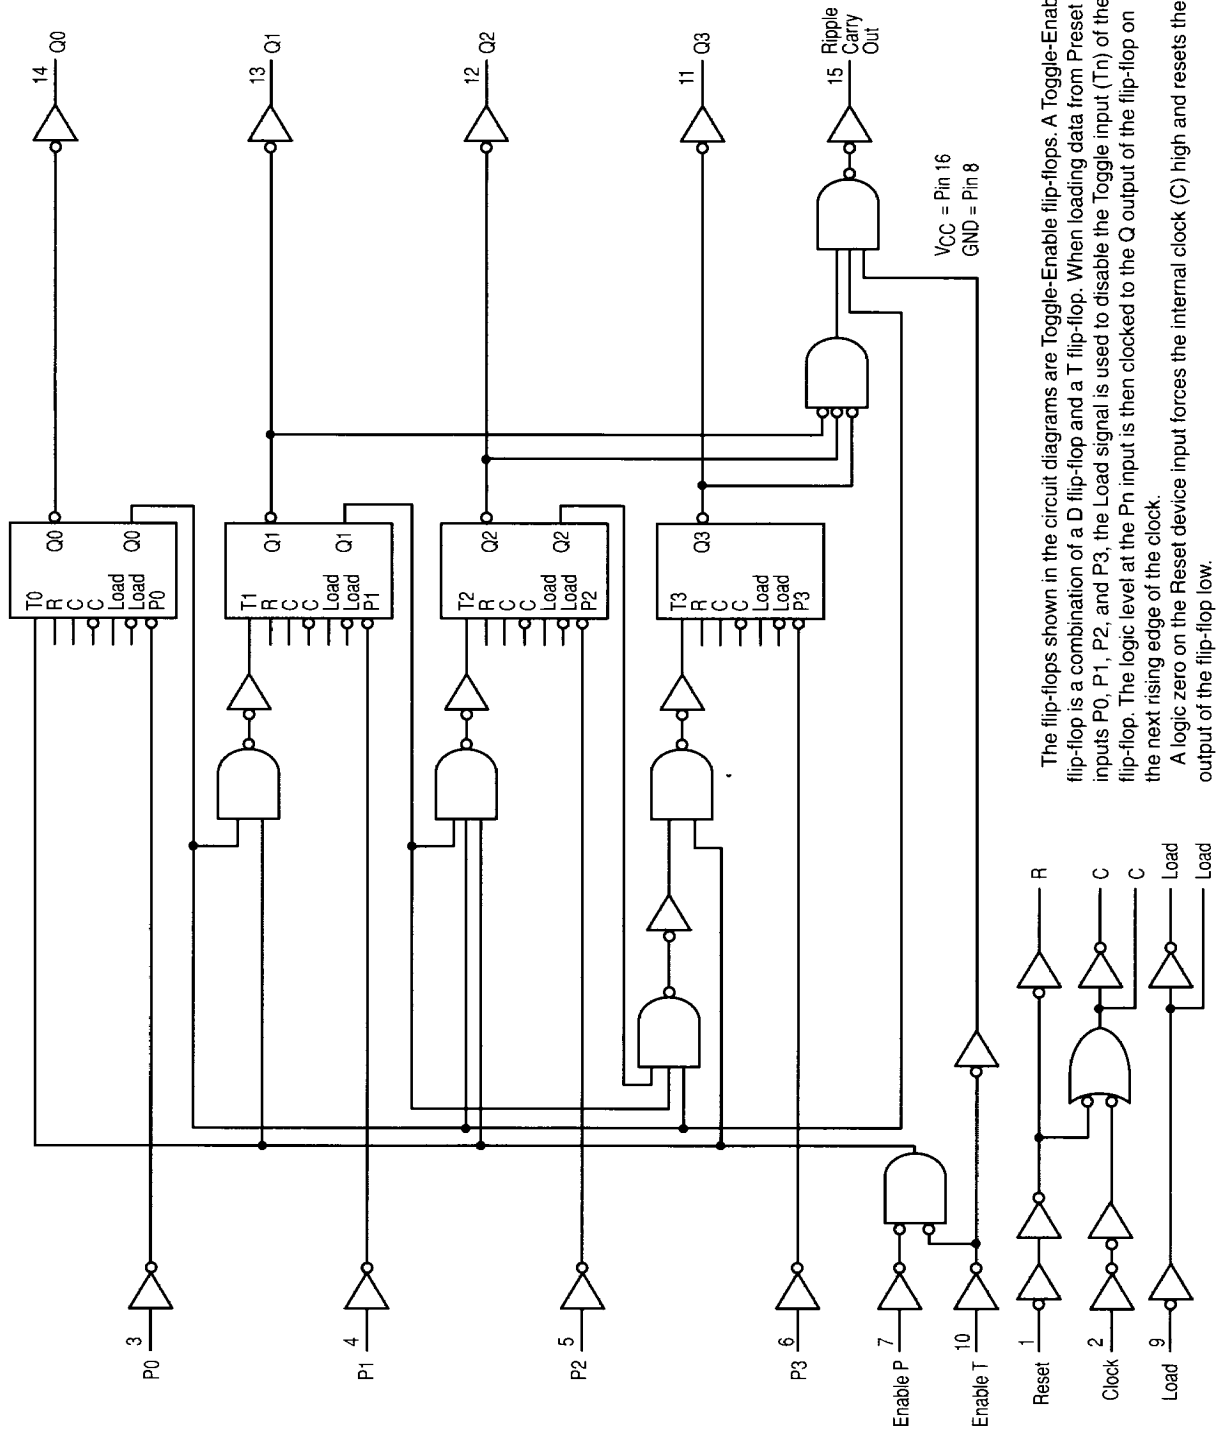 P0
3
P1
4
P2
5
P3
6
Enable P
7
Enable T
10
Reset
1
Clock
2
Load
9
T0
R
C
C
Load
Load
P0
Q0
Q0
T1
R
C
C
Load
Load
P1
Q1
Q1
T2
R
C
C
Load
Load
P2
Q2
Q2
T3
R
C
C
Load
Load
P3
Q3
14
Q0
13
Q1
12
Q2
11
Q3
15
Ripple
Carry
Out
VCC = Pin 16
GND = Pin 8
R
C
C
Load
Load
The flip-flops shown in the circuit diagrams are Toggle-Enable flip-flops. A Toggle-Enab
flip-flop is a combination of a D flip-flop and a T flip-flop. When loading data from Preset
inputs P0, P1, P2, and P3, the Load signal is used to disable the Toggle input (Tn) of the
flip-flop. The logic level at the Pn input is then clocked to the Q output of the flip-flop on
the next rising edge of the clock.
A logic zero on the Reset device input forces the internal clock (C) high and resets the
output of the flip-flop low.